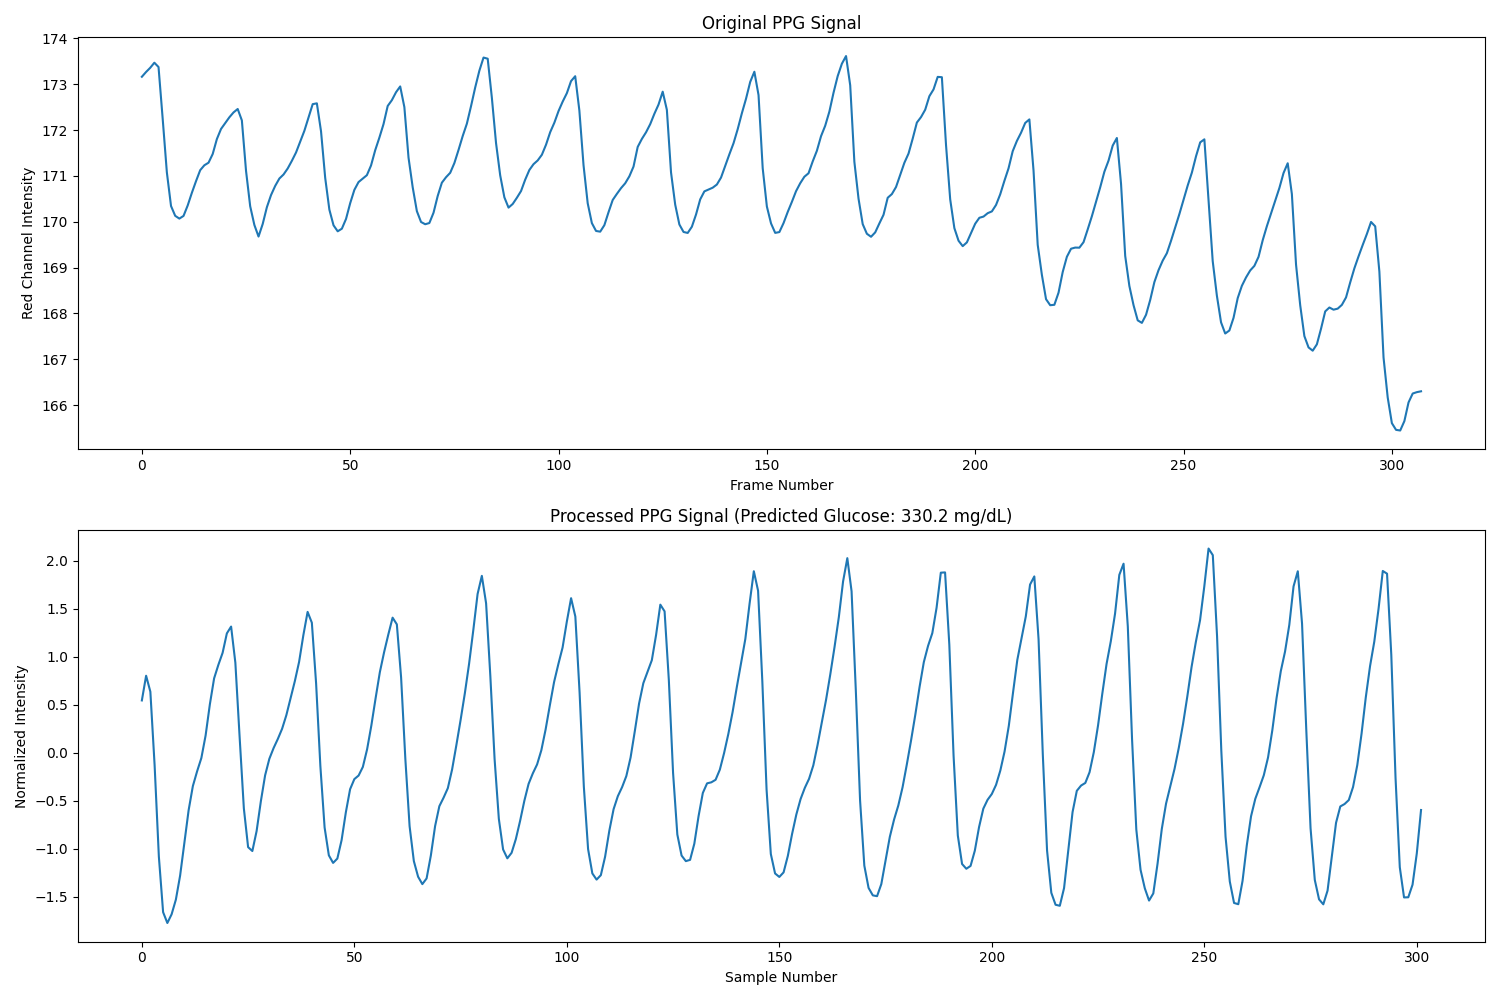 Original PPG Signal
174
173
172
171
170
169
168
167
166
Red Channel Intensity
0 50 100 150 200 250 300
Frame Number
Processed PPG Signal (Predicted Glucose: 330.2 mg/dL)
2.0
1.5
1.0
0.5
0.0
−0.5
−1.0
−1.5
Normalized Intensity
0 50 100 150 200 250 300
Sample Number